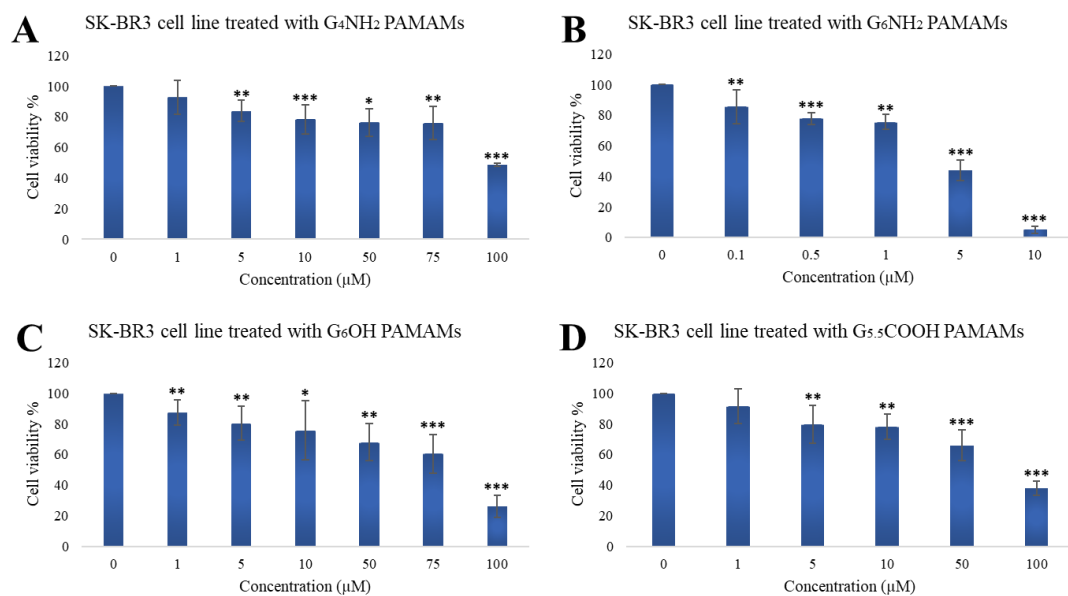 A
SK-BR3 cell line treated with G4NH2 PAMAMs
120
100
80
60
40
20
0
Cell viability %
**
***
*
**
***
0 1 5 10 50 75 100
Concentration (µM)
B
SK-BR3 cell line treated with G6NH2 PAMAMs
120
100
80
60
40
20
0
Cell viability %
**
***
**
***
***
0 0.1 0.5 1 5 10
Concentration (µM)
C
SK-BR3 cell line treated with G6OH PAMAMs
120
100
80
60
40
20
0
Cell viability %
**
**
*
**
***
***
0 1 5 10 50 75 100
Concentration (µM)
D
SK-BR3 cell line treated with G5.5COOH PAMAMs
120
100
80
60
40
20
0
Cell viability %
**
**
***
***
0 1 5 10 50 100
Concentration (µM)